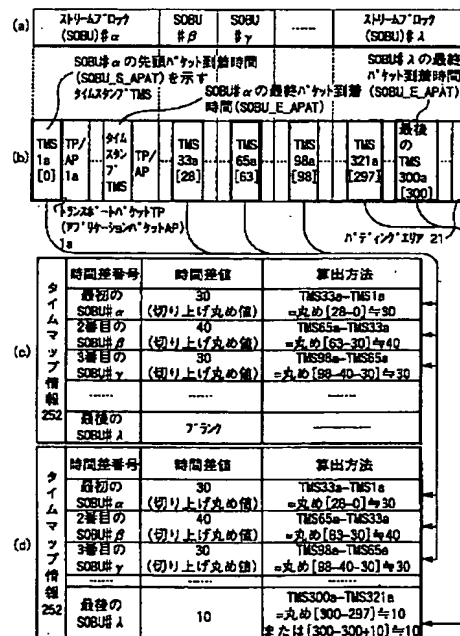 (a)
ストリームブロック
(SOBU)♯α
SOBU
♯β
SOBU
♯γ
------
ストリームブロック
(SOBU)♯λ
SOBU♯αの先頭パケット到着時間
(SOBU_S_APAT)を示す
タイムスタンプTMS
SOBU♯αの最終パケット到着
時間(SOBU_E_APAT)
SOBU♯λの最終
パケット到着時間
(SOBU_E_APAT)
(b)
TMS
1a
[0]
TP/
AP
1a
タイム
スタン
プ
TMS
TP/
AP
TMS
33a
[28]
TMS
65a
[63]
TMS
98a
[98]
TMS
321a
[297]
最後
の
TMS
300a
[300]
トランスポートパケットTP
(アプリケーションパケットAP)
1a
パディングエリア 21
(c)
タイムマップ情報
252
時間差番号 時間差値 算出方法
最初の
SOBU♯α
30
(切り上げ丸め値)
TMS33a−TMS1a
=丸め[28-0]≒30
2番目の
SOBU♯β
40
(切り上げ丸め値)
TMS65a−TMS33a
=丸め[63-30]≒40
3番目の
SOBU♯γ
30
(切り上げ丸め値)
TMS98a−TMS65a
=丸め[98-40-30]≒30
------
最後の
SOBU♯λ
ブランク
(d)
タイムマップ情報
252
時間差番号 時間差値 算出方法
最初の
SOBU♯α
30
(切り上げ丸め値)
TMS33a−TMS1a
=丸め[28-0]≒30
2番目の
SOBU♯β
40
(切り上げ丸め値)
TMS65a−TMS33a
=丸め[63-30]≒40
3番目の
SOBU♯γ
30
(切り上げ丸め値)
TMS98a−TMS65a
=丸め[98-40-30]≒30
------
最後の
SOBU♯λ
10
TMS300a−TMS321a
=丸め[300-297]≒10
または[300-300+10]≒10